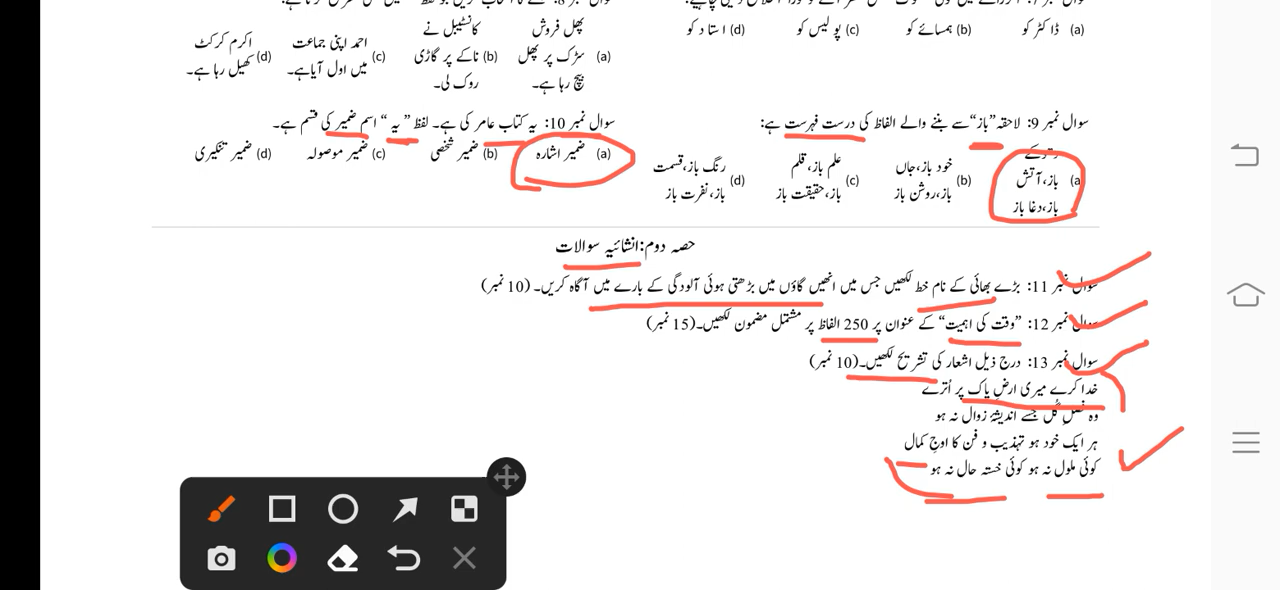 (a) ڈاکٹر کو (b) ہمسائے کو (c) پولیس کو (d) استاد کو
(a) پھل فروش سڑک پر پھل بیچ رہا ہے۔ (b) کانسٹیبل نے ناکے پر گاڑی روک لی۔ (c) احمد اپنی جماعت میں اول آیاہے۔ (d) اکرم کرکٹ کھیل رہا ہے۔
سوال نمبر 9: لاحقہ "باز" سے بننے والے الفاظ کی درست فہرست ہے:
(a) باز،آتش باز،دغا باز (b) خود باز،جاں باز،روشن باز (c) علم باز،قلم باز،حقیقت باز (d) رنگ باز،قسمت باز،نفرت باز
سوال نمبر 10: یہ کتاب عامر کی ہے۔ لفظ "یہ" اسم ضمیر کی قسم ہے۔
(a) ضمیر اشارہ (b) ضمیر شخصی (c) ضمیر موصولہ (d) ضمیر تنکیری
حصہ دوم:انشائیہ سوالات
سوال نمبر 11: بڑے بھائی کے نام خط لکھیں جس میں انھیں گاؤں میں بڑھتی ہوئی آلودگی کے بارے میں آگاہ کریں۔ (10 نمبر)
سوال نمبر 12: "وقت کی اہمیت" کے عنوان پر 250 الفاظ پر مشتمل مضمون لکھیں۔(15 نمبر)
سوال نمبر 13: درج ذیل اشعار کی تشریح لکھیں۔(10 نمبر)
خدا کرے میری ارضِ پاک پر اُترے
وہ فصلِ گُل جسے اندیشۂ زوال نہ ہو
ہر ایک خود ہو تہذیب و فن کا اوجِ کمال
کوئی ملول نہ ہو کوئی خستہ حال نہ ہو